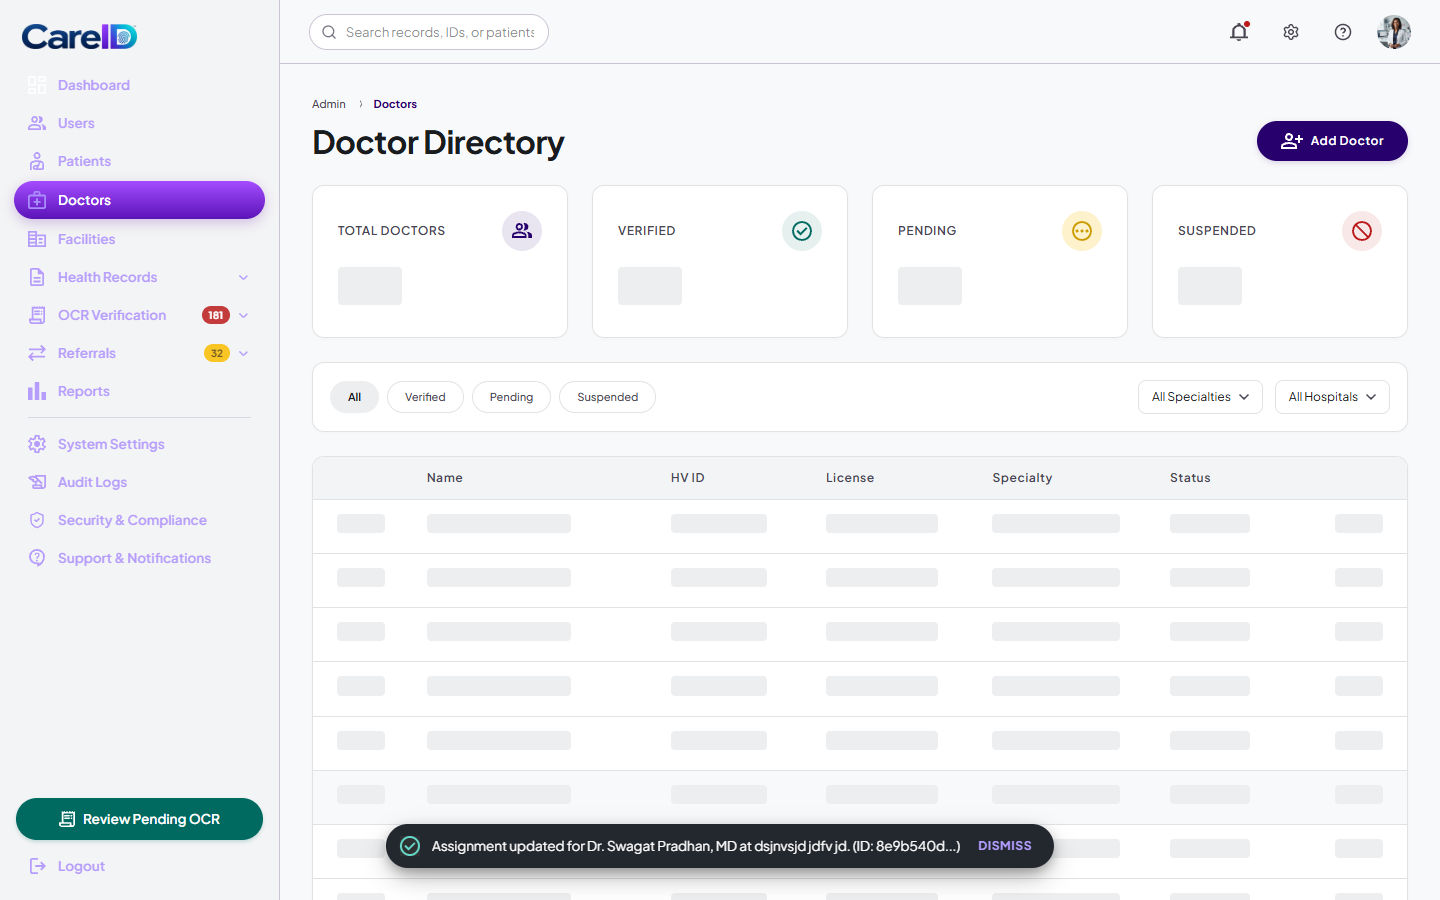 CareID
Search records, IDs, or patients
Dashboard
Users
Patients
Doctors
Facilities
Health Records
OCR Verification 181
Referrals 32
Reports
System Settings
Audit Logs
Security & Compliance
Support & Notifications
Review Pending OCR
Logout
Admin › Doctors
Doctor Directory
Add Doctor
TOTAL DOCTORS
VERIFIED
PENDING
SUSPENDED
All Verified Pending Suspended All Specialties All Hospitals
Name HV ID License Specialty Status
Assignment updated for Dr. Swagat Pradhan, MD at dsjnvsjd jdfv jd. (ID: 8e9b540d...) DISMISS